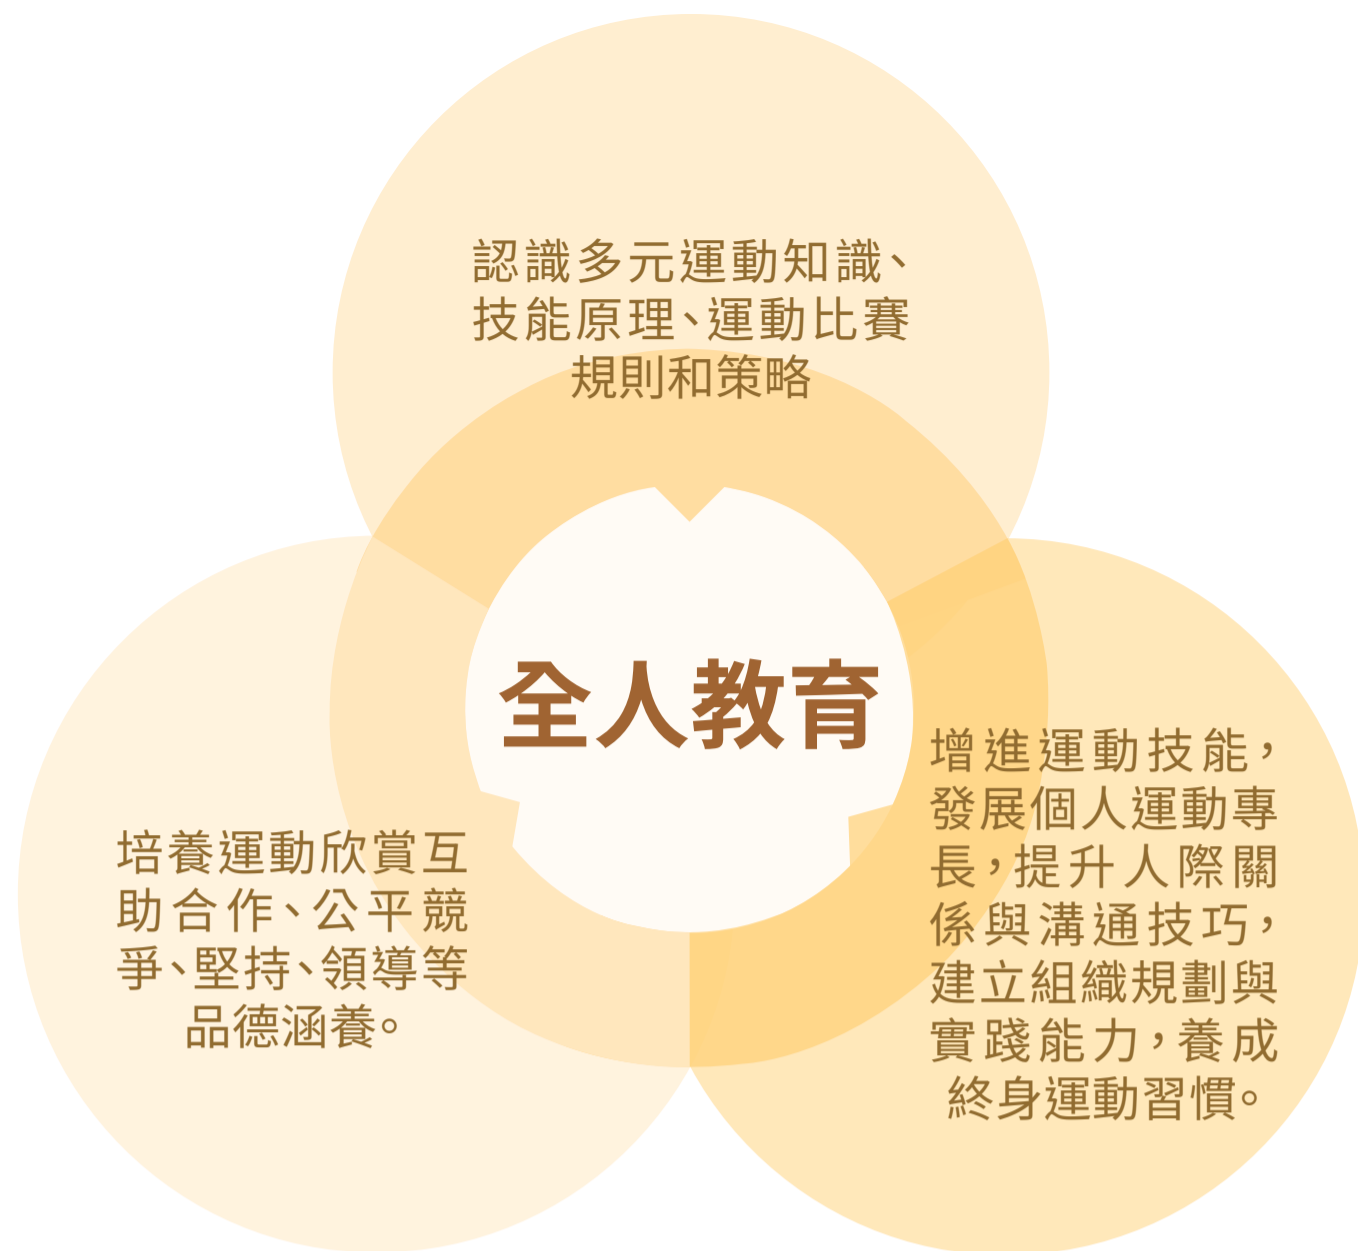 認識多元運動知識、
技能原理、運動比賽
規則和策略
全人教育
培養運動欣賞互
助合作、公平競
爭、堅持、領導等
品德涵養。
增進運動技能，
發展個人運動專
長，提升人際關
係與溝通技巧，
建立組織規劃與
實踐能力，養成
終身運動習慣。